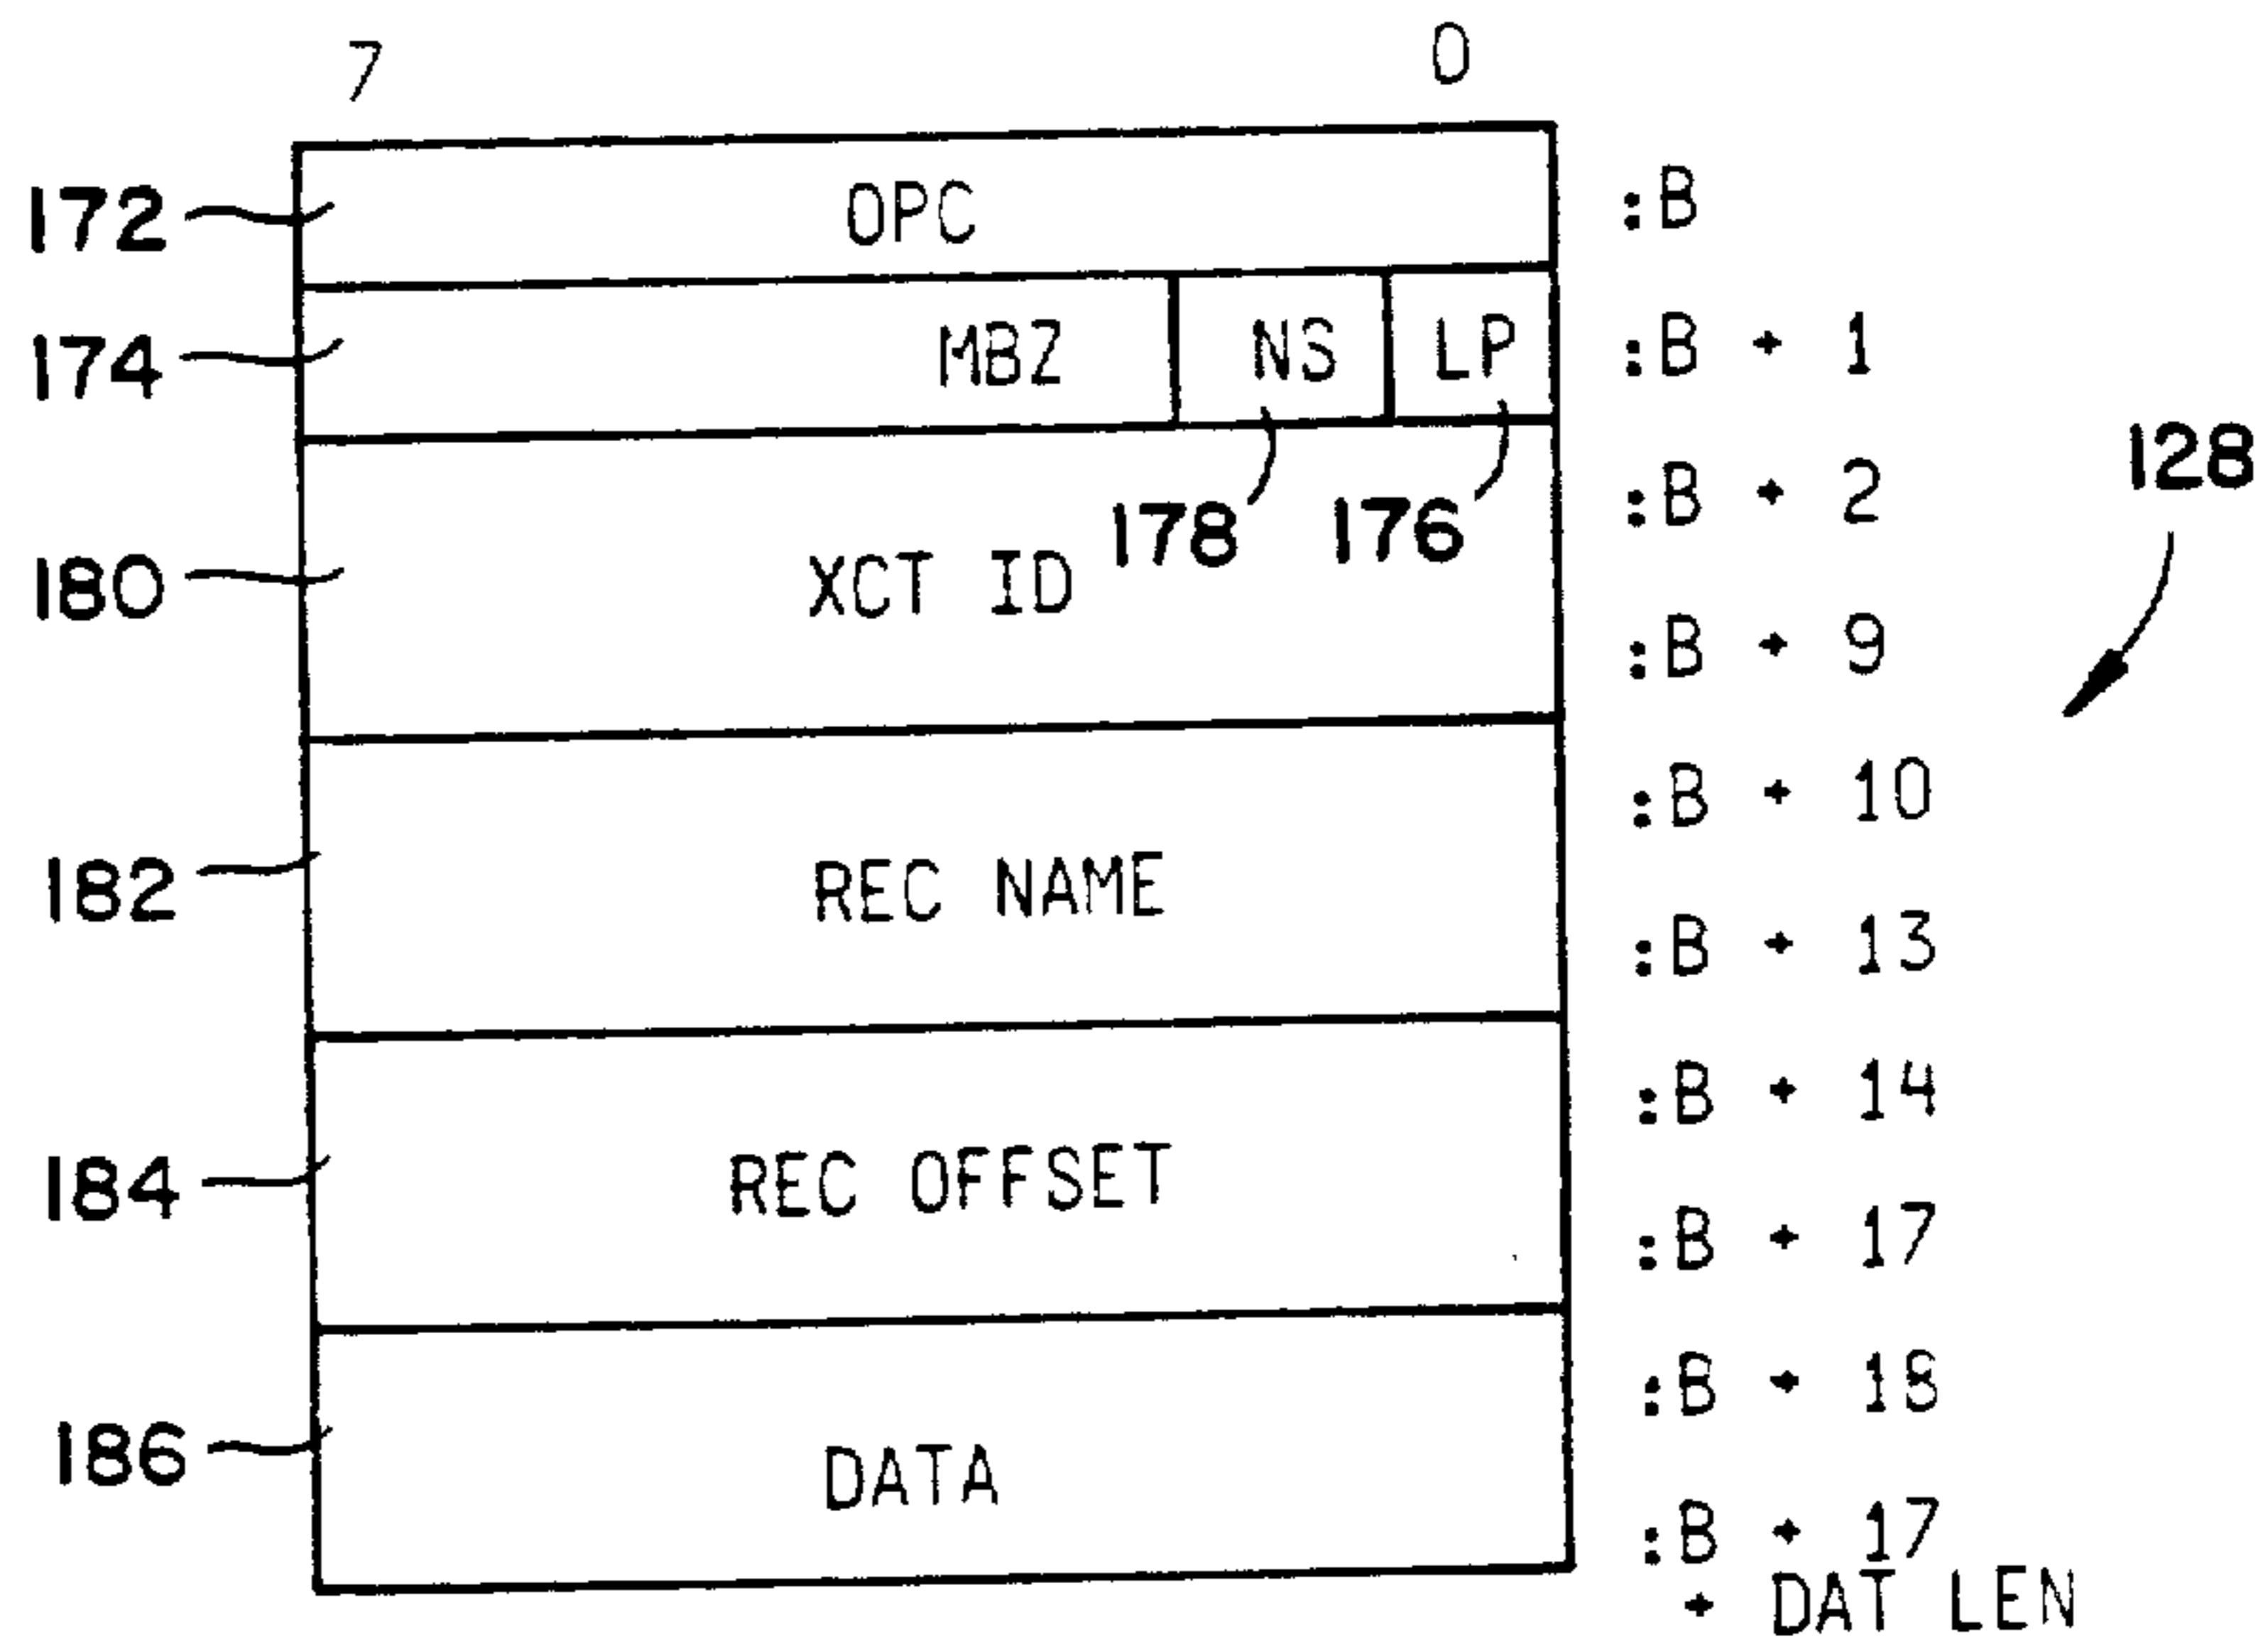 7 0
172 OPC :B
174 MBZ NS LP :B + 1
:B + 2
128
178 176
180 XCT ID
:B + 9
:B + 10
182 REC NAME
:B + 13
:B + 14
184 REC OFFSET
:B + 17
:B + 18
186 DATA
:B + 17
+ DAT LEN